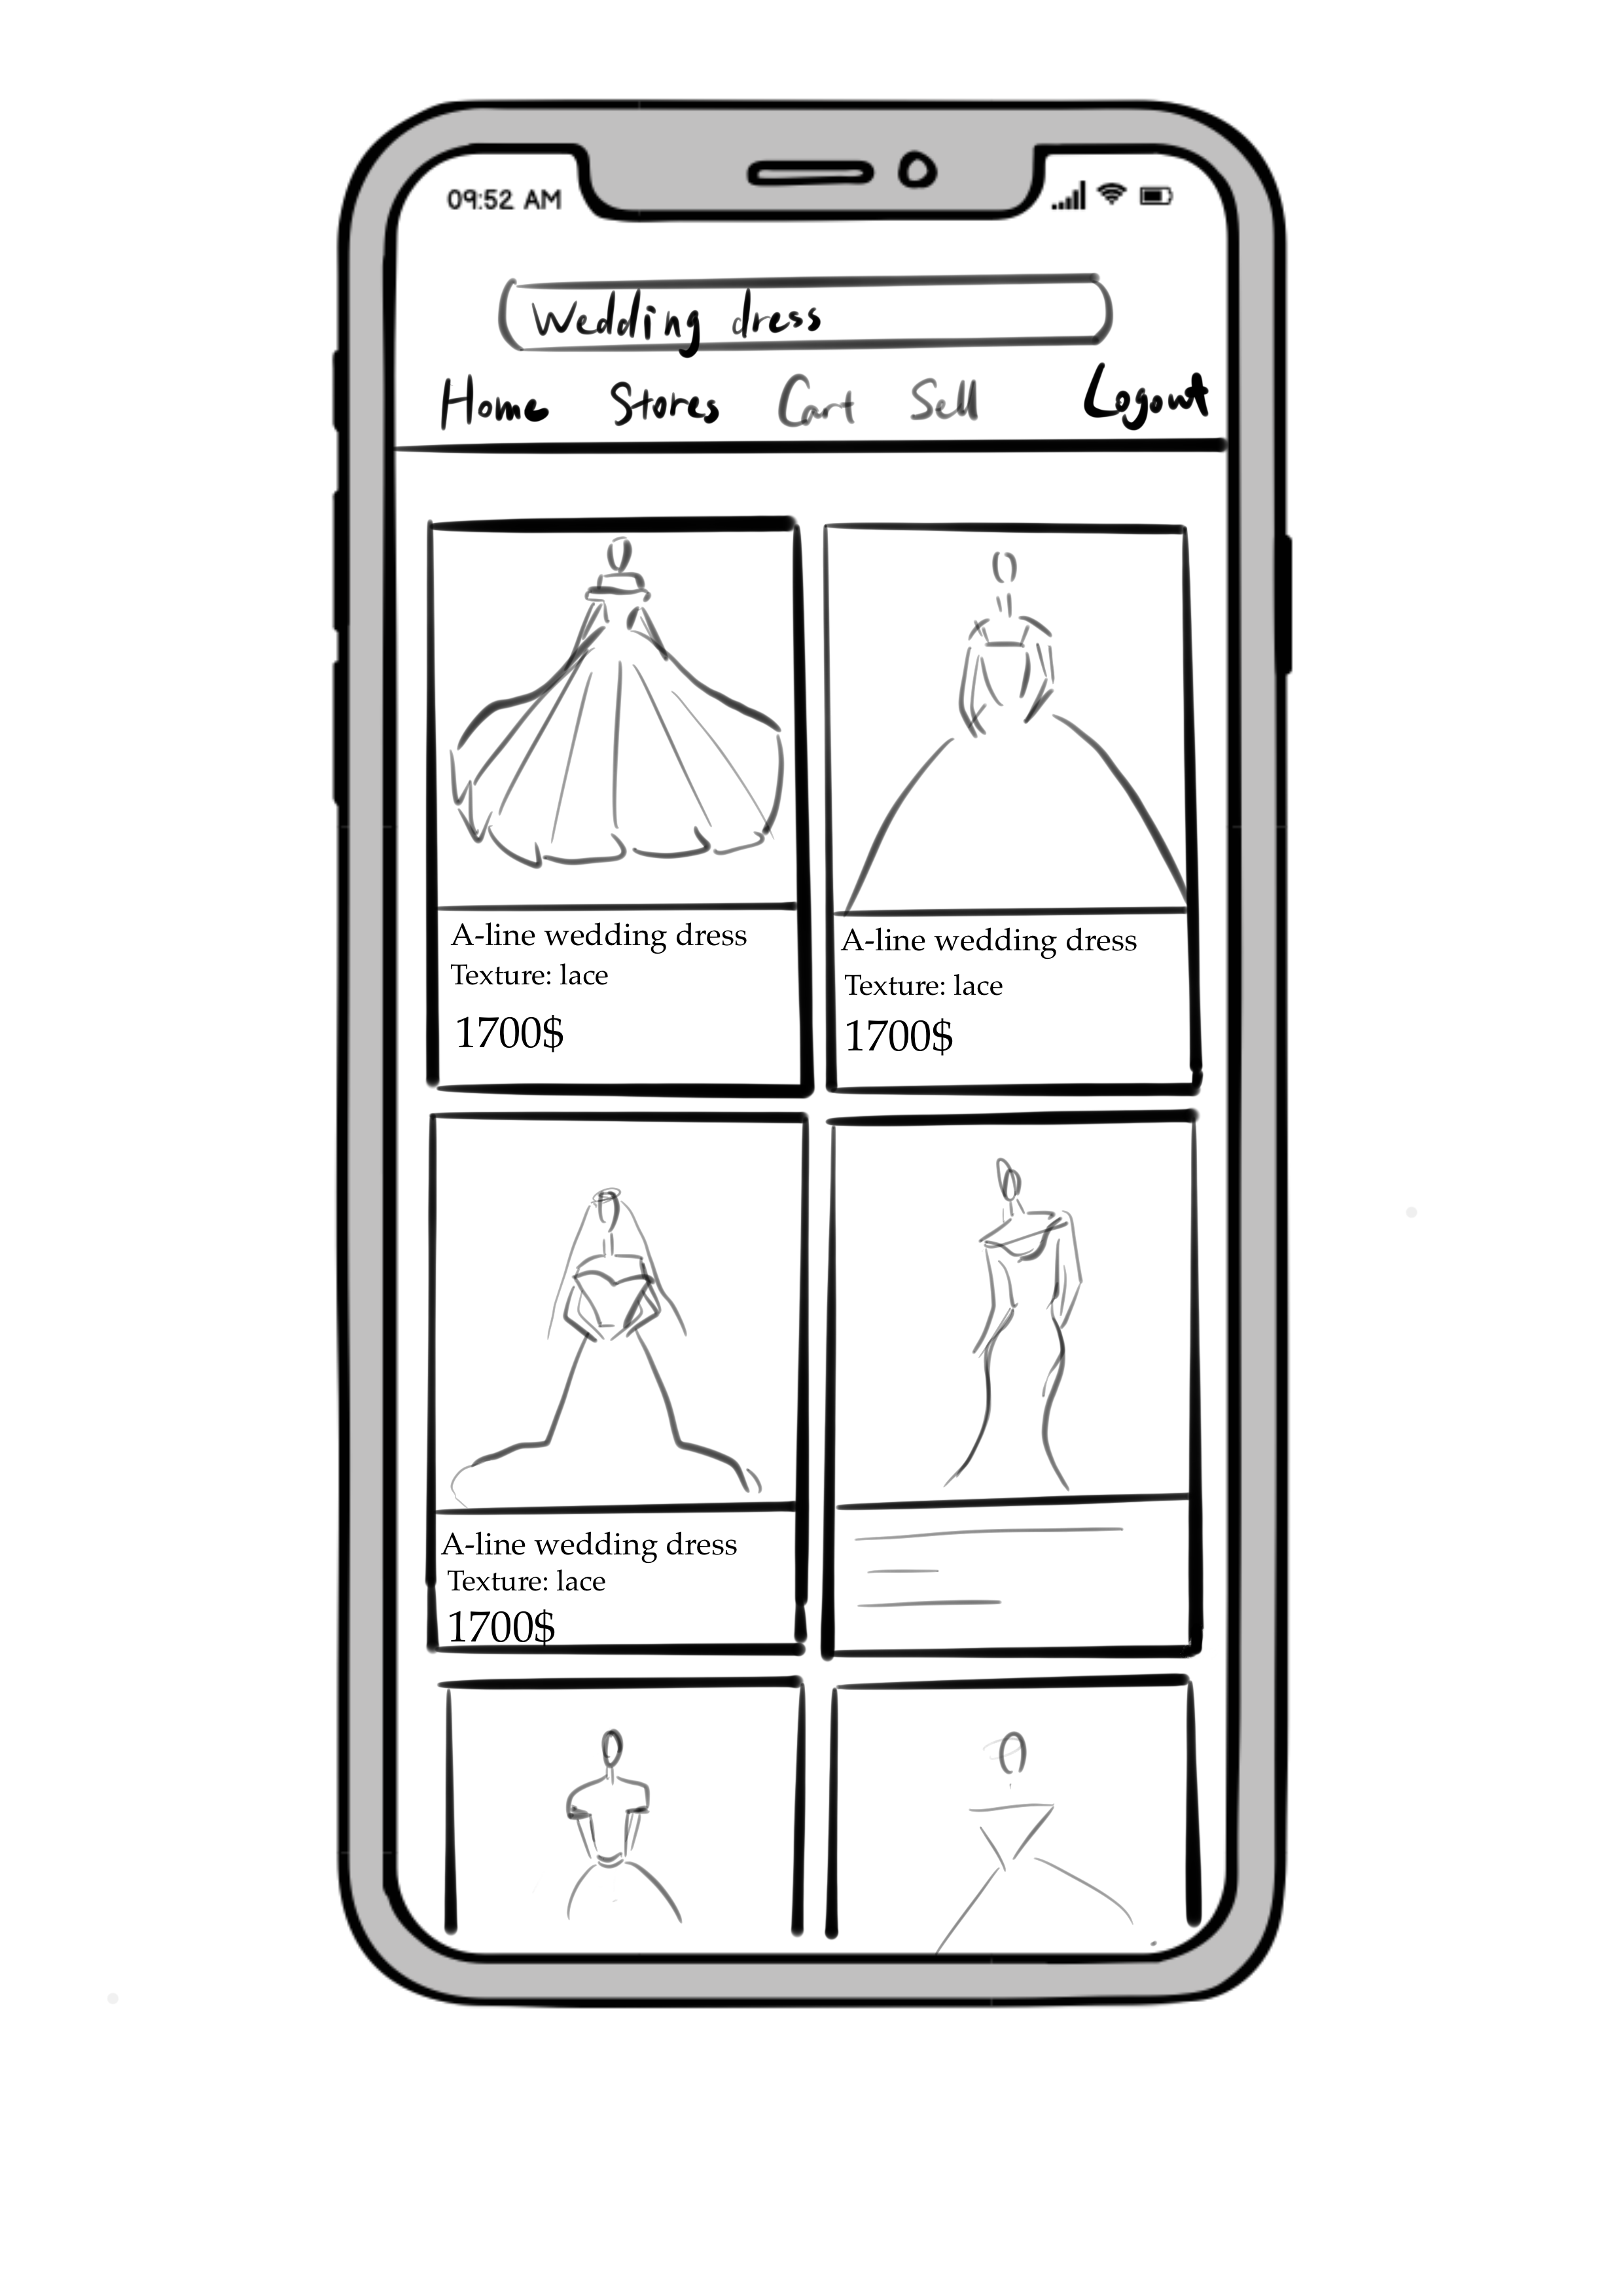 09:52 AM
Wedding dress
Home Stores Cart Sell Logout
A-line wedding dress
Texture: lace
1700$
A-line wedding dress
Texture: lace
1700$
A-line wedding dress
Texture: lace
1700$